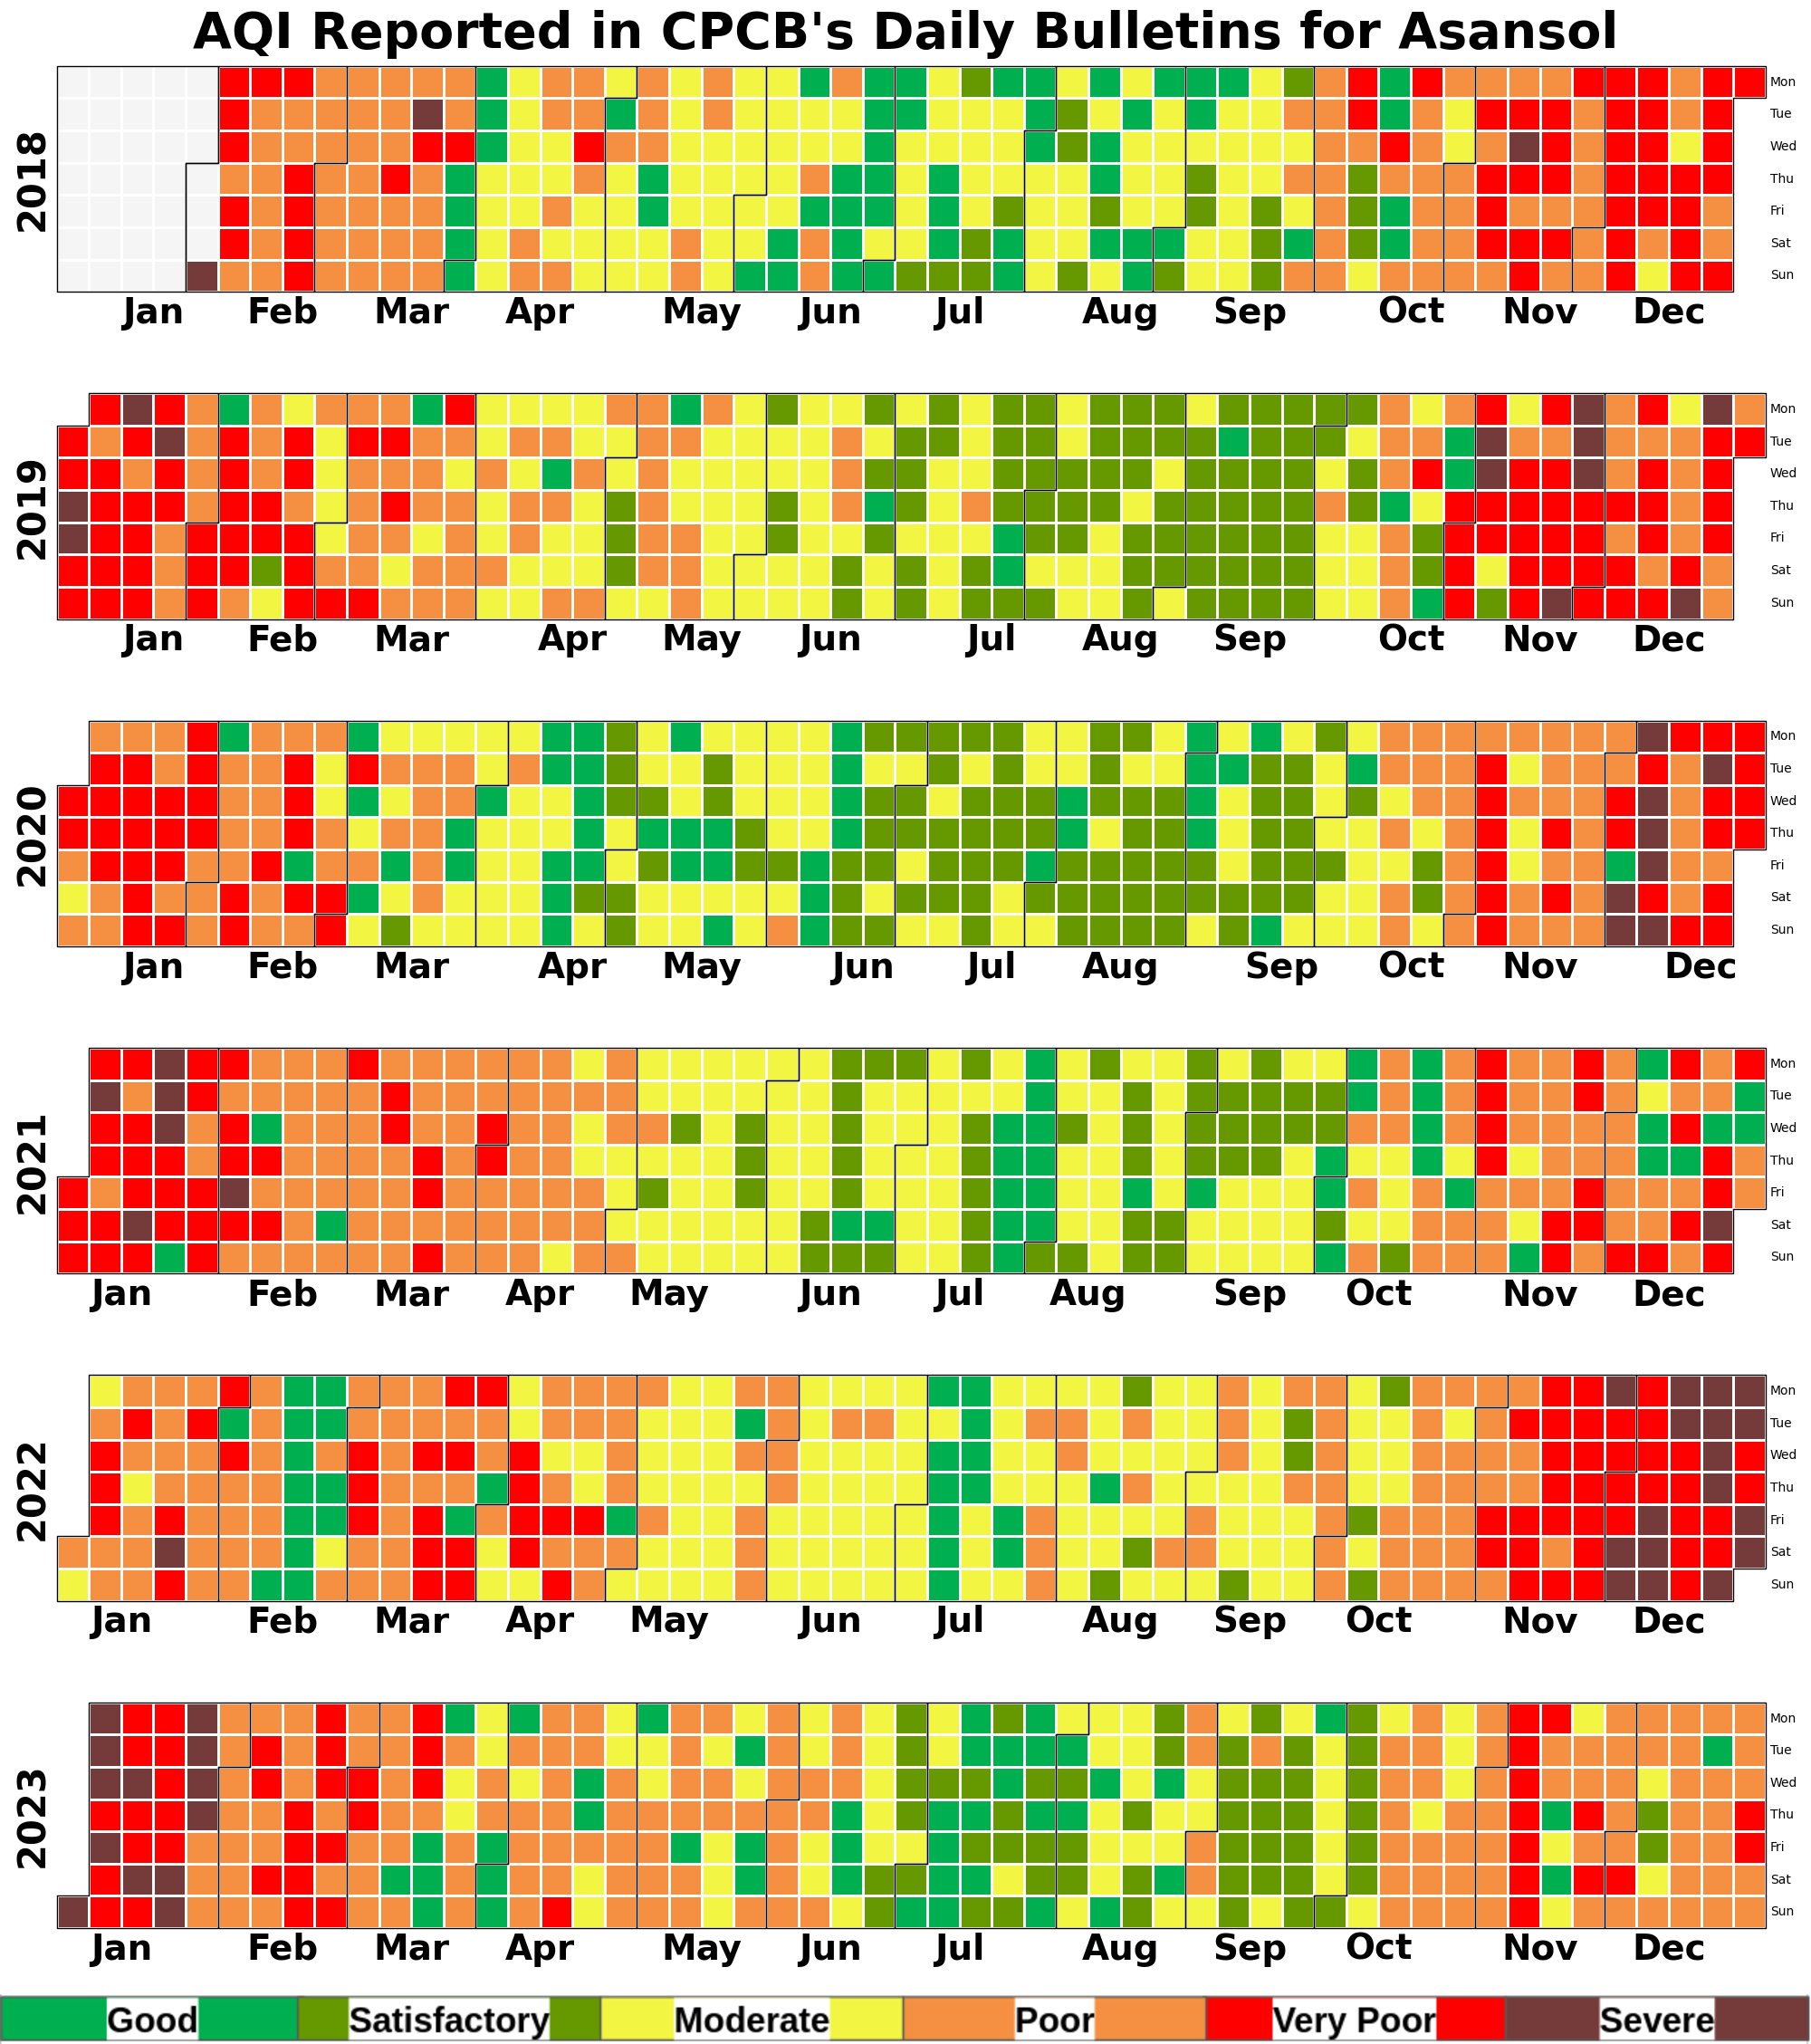 AQI Reported in CPCB's Daily Bulletins for Asansol
2018
Mon
Tue
Wed
Thu
Fri
Sat
Sun
Jan Feb Mar Apr May Jun Jul Aug Sep Oct Nov Dec
2019
Mon
Tue
Wed
Thu
Fri
Sat
Sun
Jan Feb Mar Apr May Jun Jul Aug Sep Oct Nov Dec
2020
Mon
Tue
Wed
Thu
Fri
Sat
Sun
Jan Feb Mar Apr May Jun Jul Aug Sep Oct Nov Dec
2021
Mon
Tue
Wed
Thu
Fri
Sat
Sun
Jan Feb Mar Apr May Jun Jul Aug Sep Oct Nov Dec
2022
Mon
Tue
Wed
Thu
Fri
Sat
Sun
Jan Feb Mar Apr May Jun Jul Aug Sep Oct Nov Dec
2023
Mon
Tue
Wed
Thu
Fri
Sat
Sun
Jan Feb Mar Apr May Jun Jul Aug Sep Oct Nov Dec
Good Satisfactory Moderate Poor Very Poor Severe